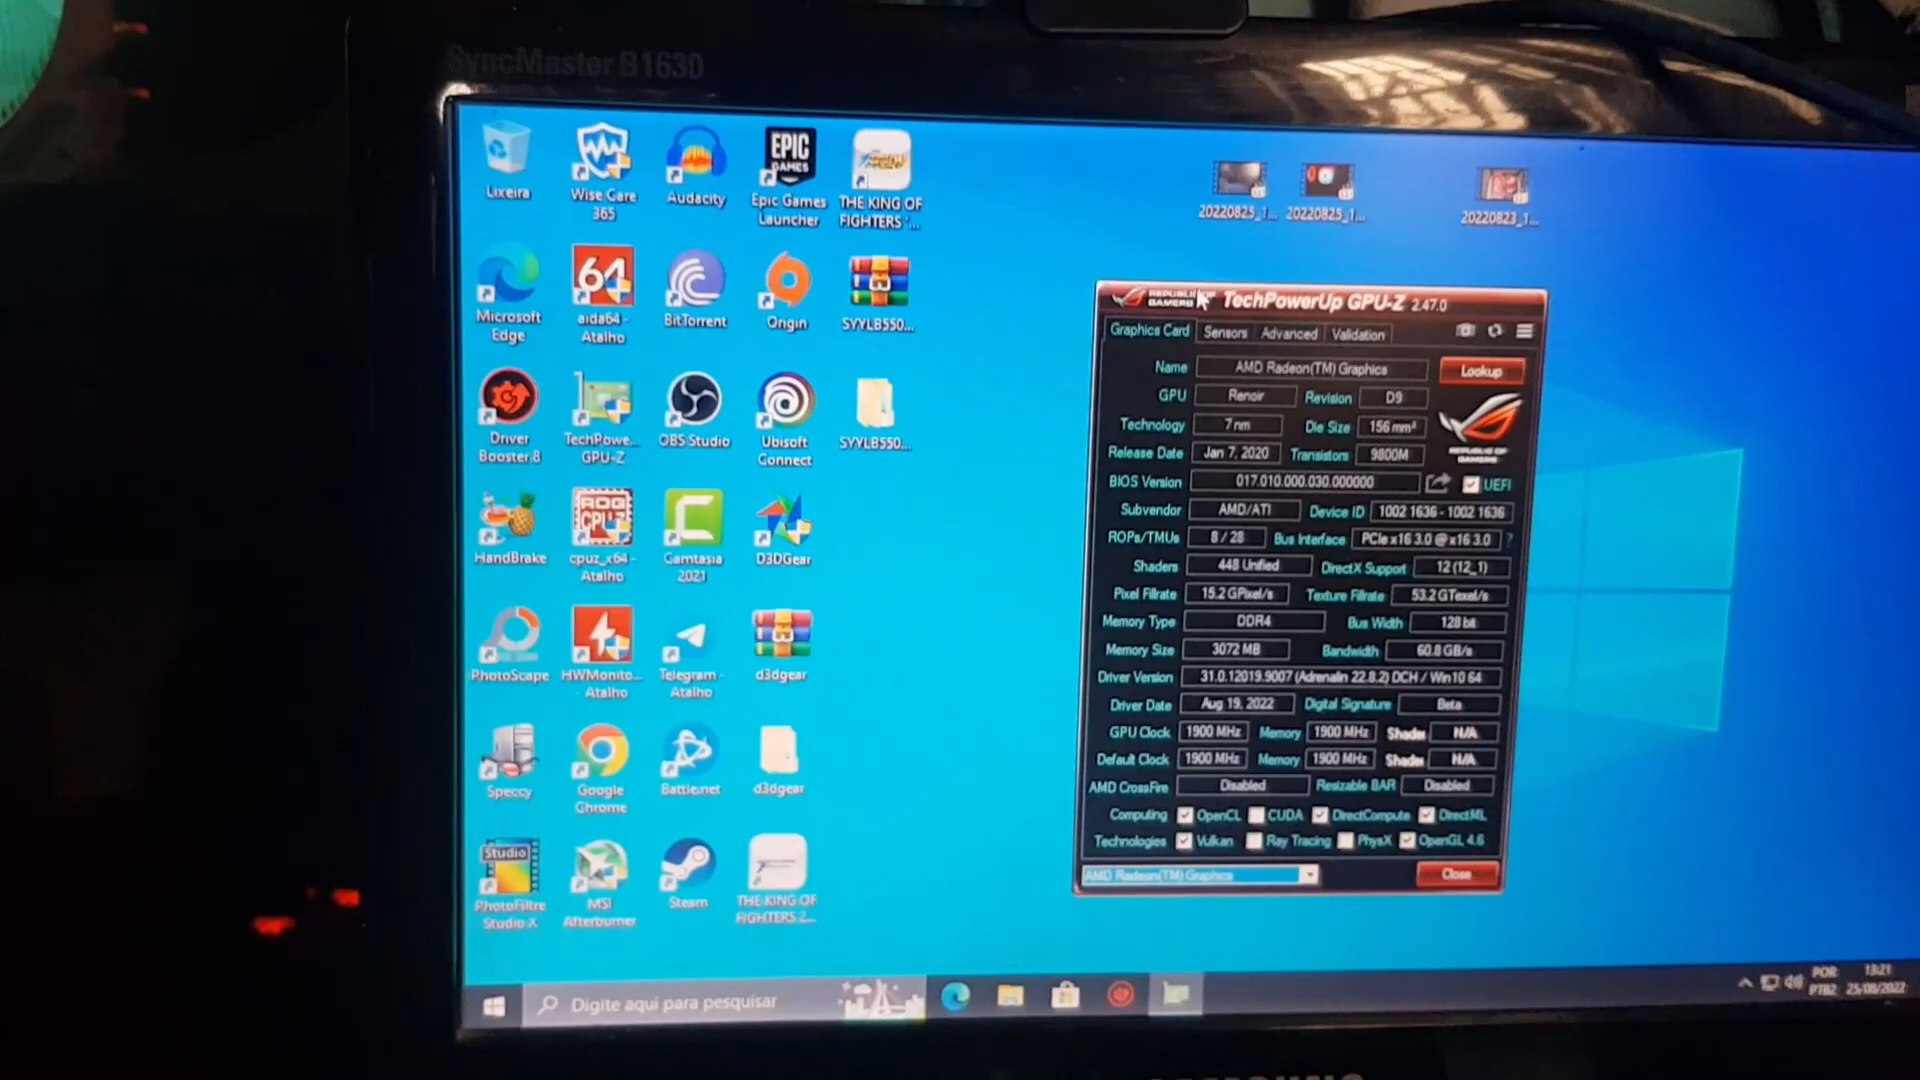 SyncMaster B1630
Lixeira
Wise Care
365
Audacity
EPIC
GAMES
Epic Games
Launcher
THE KING OF
FIGHTERS '...
20220825_1...
20220825_1...
20220823_1...
Microsoft
Edge
64
aida64 -
Atalho
BitTorrent
Origin
SYYLB550...
Driver
Booster 8
TechPowe...
GPU-Z
OBS Studio
Ubisoft
Connect
SYYLB550...
HandBrake
ROG
CPUZ
cpuz_x64 -
Atalho
Camtasia
2021
D3DGear
PhotoScape
HWMonito...
- Atalho
Telegram -
Atalho
d3dgear
Speccy
Google
Chrome
Battle.net
d3dgear
Studio
PhotoFiltre
Studio X
MSI
Afterburner
Steam
THE KING OF
FIGHTERS 2...
REPUBLIC OF
GAMERS
TechPowerUp GPU-Z 2.47.0
Graphics Card Sensors Advanced Validation
Name AMD Radeon(TM) Graphics Lookup
GPU Renoir Revision D9
Technology 7 nm Die Size 156 mm²
REPUBLIC OF
GAMERS
Release Date Jan 7, 2020 Transistors 9800M
BIOS Version 017.010.000.030.000000 UEFI
Subvendor AMD/ATI Device ID 1002 1636 - 1002 1636
ROPs/TMUs 8 / 28 Bus Interface PCIe x16 3.0 @ x16 3.0 ?
Shaders 448 Unified DirectX Support 12 (12_1)
Pixel Fillrate 15.2 GPixel/s Texture Fillrate 53.2 GTexel/s
Memory Type DDR4 Bus Width 128 bit
Memory Size 3072 MB Bandwidth 60.8 GB/s
Driver Version 31.0.12019.9007 (Adrenalin 22.8.2) DCH / Win10 64
Driver Date Aug 19, 2022 Digital Signature Beta
GPU Clock 1900 MHz Memory 1900 MHz Shader N/A
Default Clock 1900 MHz Memory 1900 MHz Shader N/A
AMD CrossFire Disabled Resizable BAR Disabled
Computing OpenCL CUDA DirectCompute DirectML
Technologies Vulkan Ray Tracing PhysX OpenGL 4.6
AMD Radeon(TM) Graphics Close
Digite aqui para pesquisar
POR
PTB2
13:21
25/08/2022